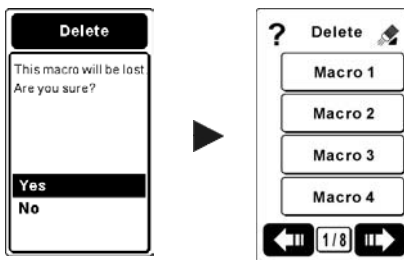 Delete
This macro will be lost.
Are you sure?
Yes
No
? Delete
Macro 1
Macro 2
Macro 3
Macro 4
1/8